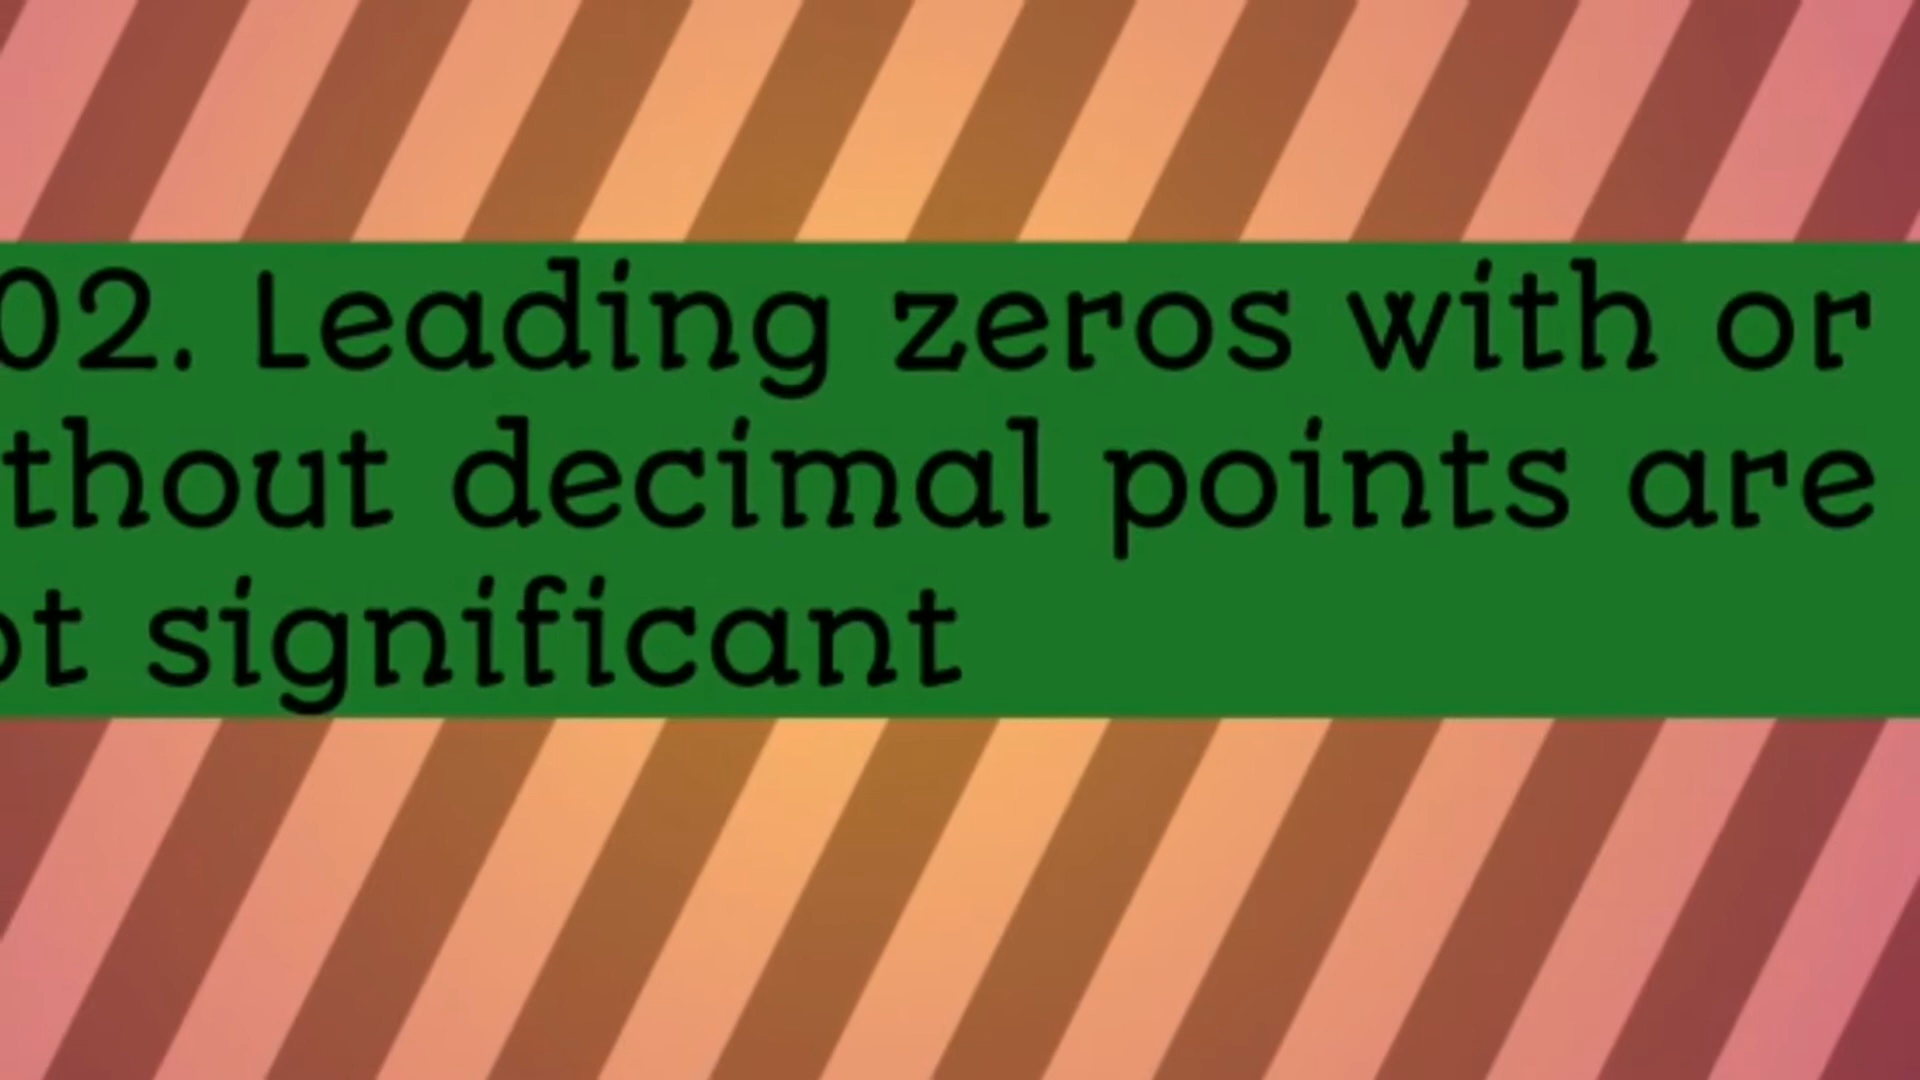 02. Leading zeros with or
thout decimal points are
ot significant